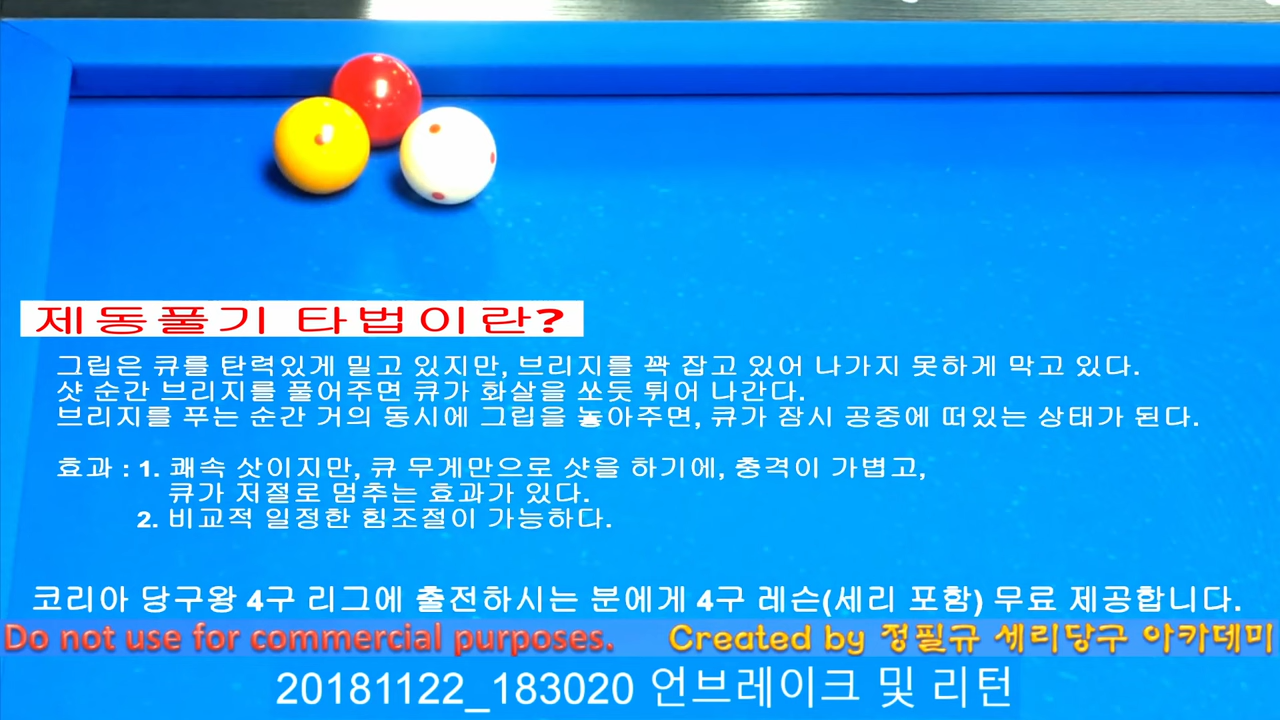 제동풀기 타법이란?
그립은 큐를 탄력있게 밀고 있지만, 브리지를 꽉 잡고 있어 나가지 못하게 막고 있다.
샷 순간 브리지를 풀어주면 큐가 화살을 쏘듯 튀어 나간다.
브리지를 푸는 순간 거의 동시에 그립을 놓아주면, 큐가 잠시 공중에 떠있는 상태가 된다.
효과 : 1. 쾌속 삿이지만, 큐 무게만으로 샷을 하기에, 충격이 가볍고,
큐가 저절로 멈추는 효과가 있다.
2. 비교적 일정한 힘조절이 가능하다.
코리아 당구왕 4구 리그에 출전하시는 분에게 4구 레슨(세리 포함) 무료 제공합니다.
Do not use for commercial purposes. Created by 정필규 세리당구 아카데미
20181122_183020 언브레이크 및 리턴